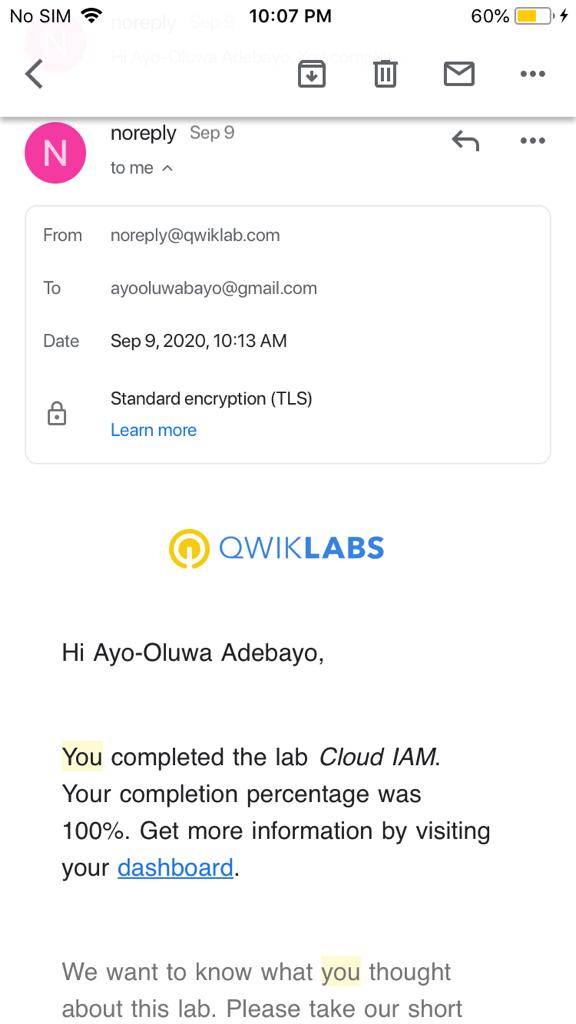 No SIM 10:07 PM 60%
noreply Sep 9
Hi Ayo-Oluwa Adebayo, You comple
N
noreply Sep 9
to me
From noreply@qwiklab.com
To ayooluwabayo@gmail.com
Date Sep 9, 2020, 10:13 AM
Standard encryption (TLS)
Learn more
QWIKLABS
Hi Ayo-Oluwa Adebayo,
You completed the lab Cloud IAM.
Your completion percentage was
100%. Get more information by visiting
your dashboard.
We want to know what you thought
about this lab. Please take our short